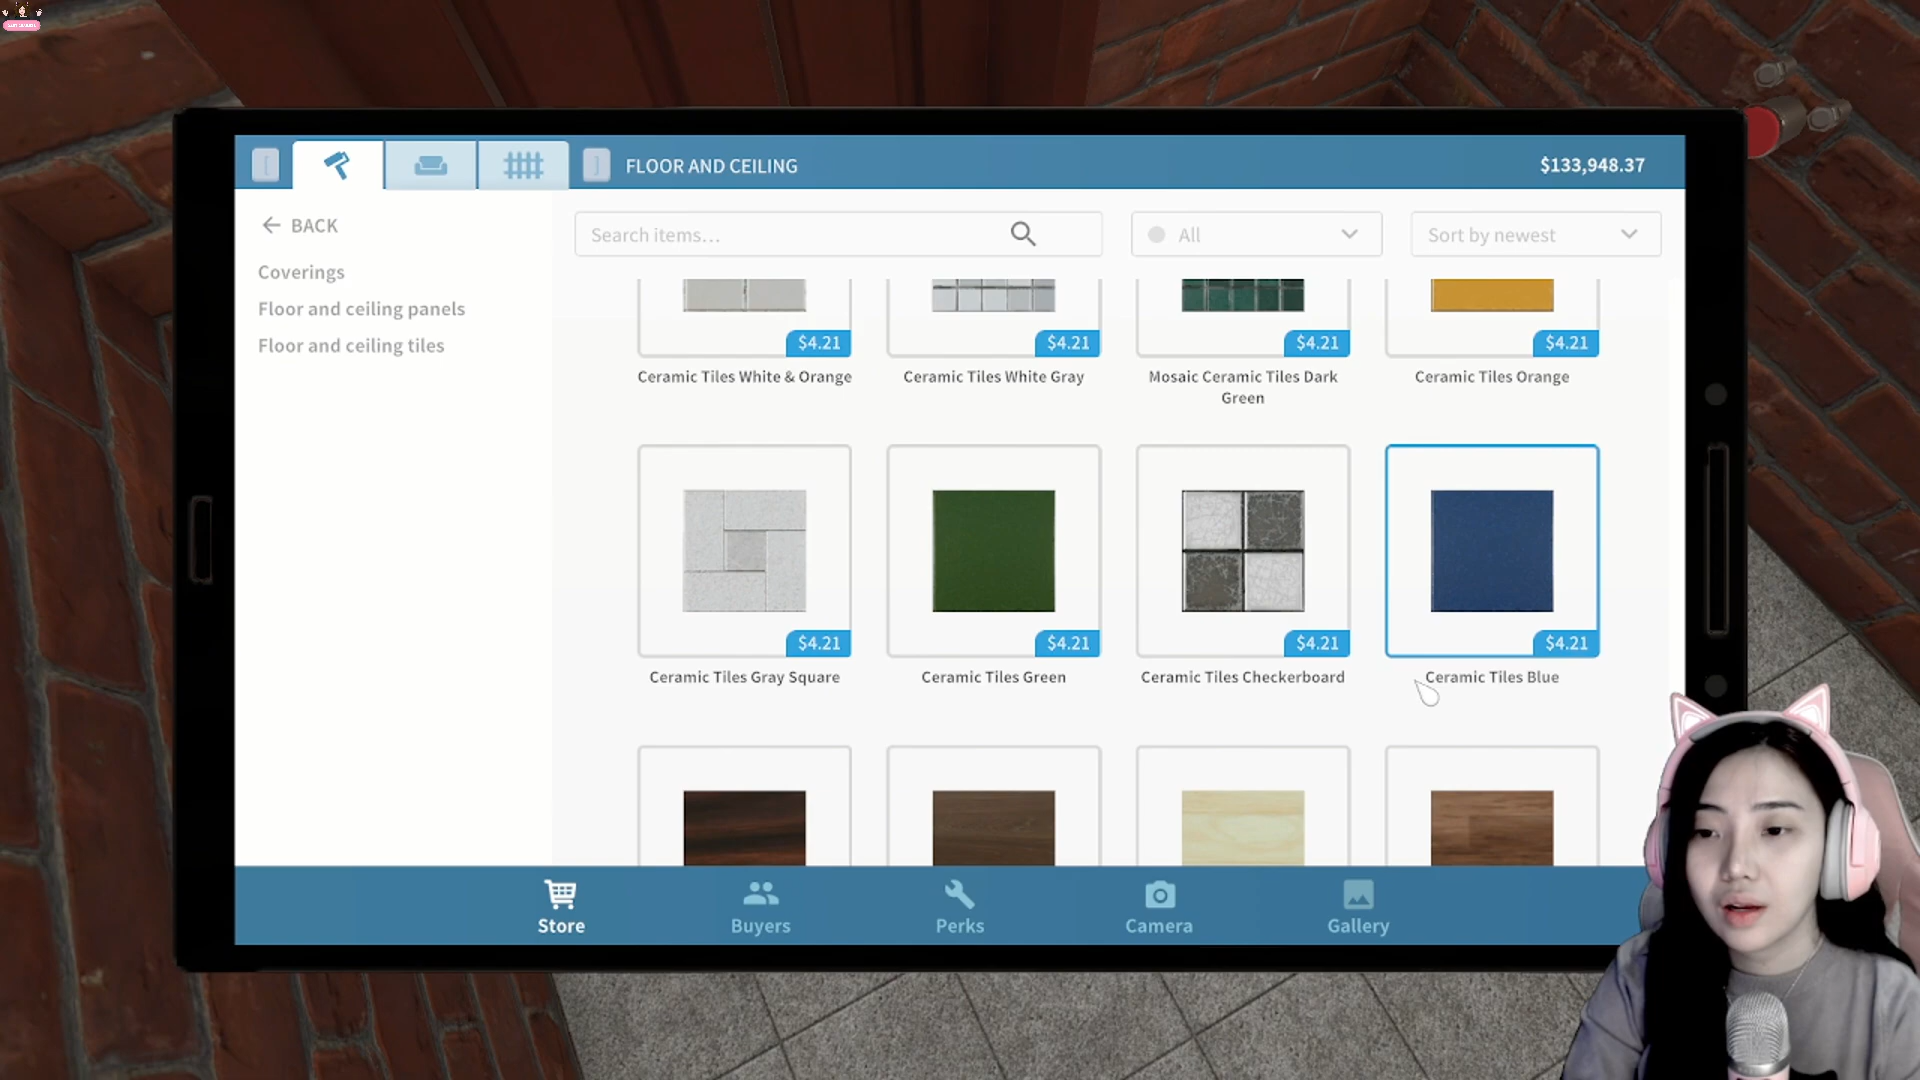 FLOOR AND CEILING
$133,948.37
BACK
Coverings
Floor and ceiling panels
Floor and ceiling tiles
Search items...
All
Sort by newest
$4.21
$4.21
$4.21
$4.21
Ceramic Tiles White & Orange
Ceramic Tiles White Gray
Mosaic Ceramic Tiles Dark
Green
Ceramic Tiles Orange
$4.21
$4.21
$4.21
$4.21
Ceramic Tiles Gray Square
Ceramic Tiles Green
Ceramic Tiles Checkerboard
Ceramic Tiles Blue
Store
Buyers
Perks
Camera
Gallery